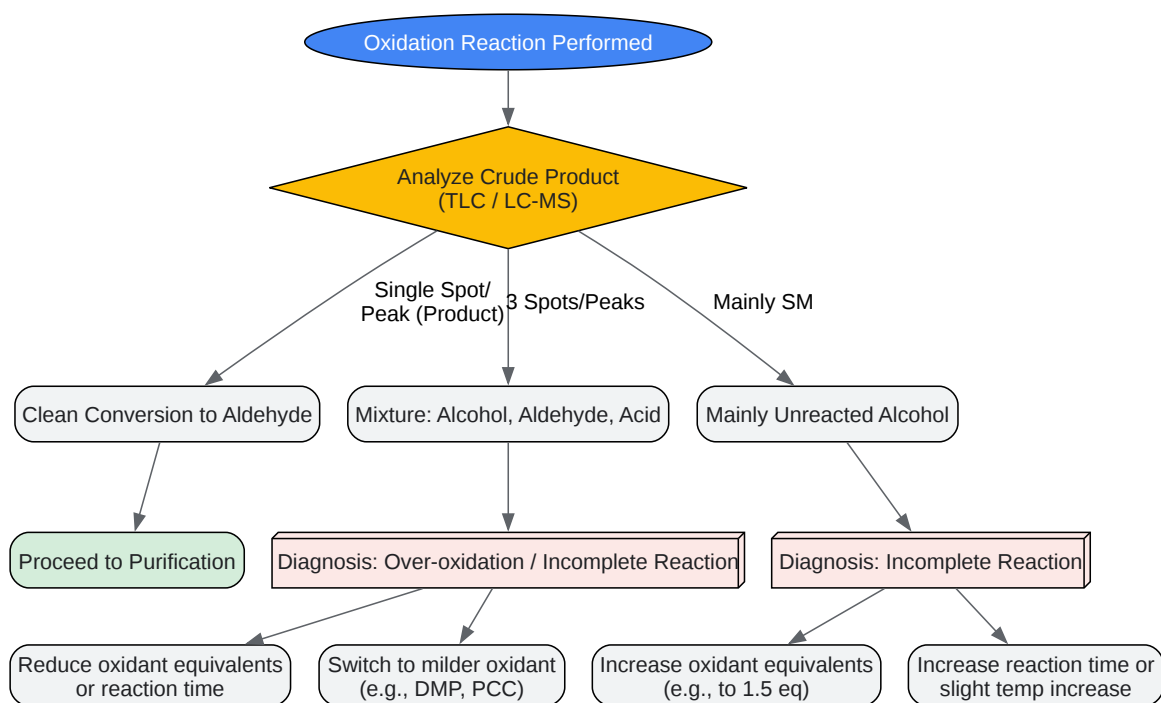 Oxidation Reaction Performed
Analyze Crude Product
(TLC / LC-MS)
Single Spot/
Peak (Product)
3 Spots/Peaks
Mainly SM
Clean Conversion to Aldehyde
Mixture: Alcohol, Aldehyde, Acid
Mainly Unreacted Alcohol
Proceed to Purification
Diagnosis: Over-oxidation / Incomplete Reaction
Diagnosis: Incomplete Reaction
Reduce oxidant equivalents
or reaction time
Switch to milder oxidant
(e.g., DMP, PCC)
Increase oxidant equivalents
(e.g., to 1.5 eq)
Increase reaction time or
slight temp increase